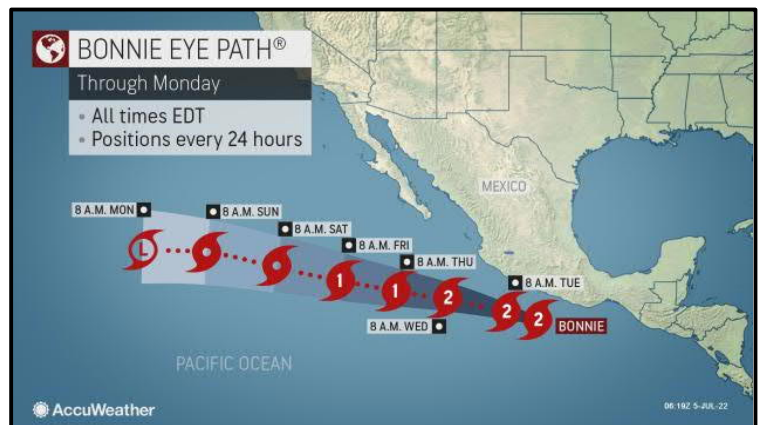 BONNIE EYE PATH®
Through Monday
• All times EDT
• Positions every 24 hours
MEXICO
8 A.M. MON
8 A.M. SUN
8 A.M. SAT
8 A.M. FRI
8 A.M. THU
8 A.M. TUE
L
1
1
2
2
2
8 A.M. WED
BONNIE
PACIFIC OCEAN
AccuWeather
06:19Z 5-JUL-22